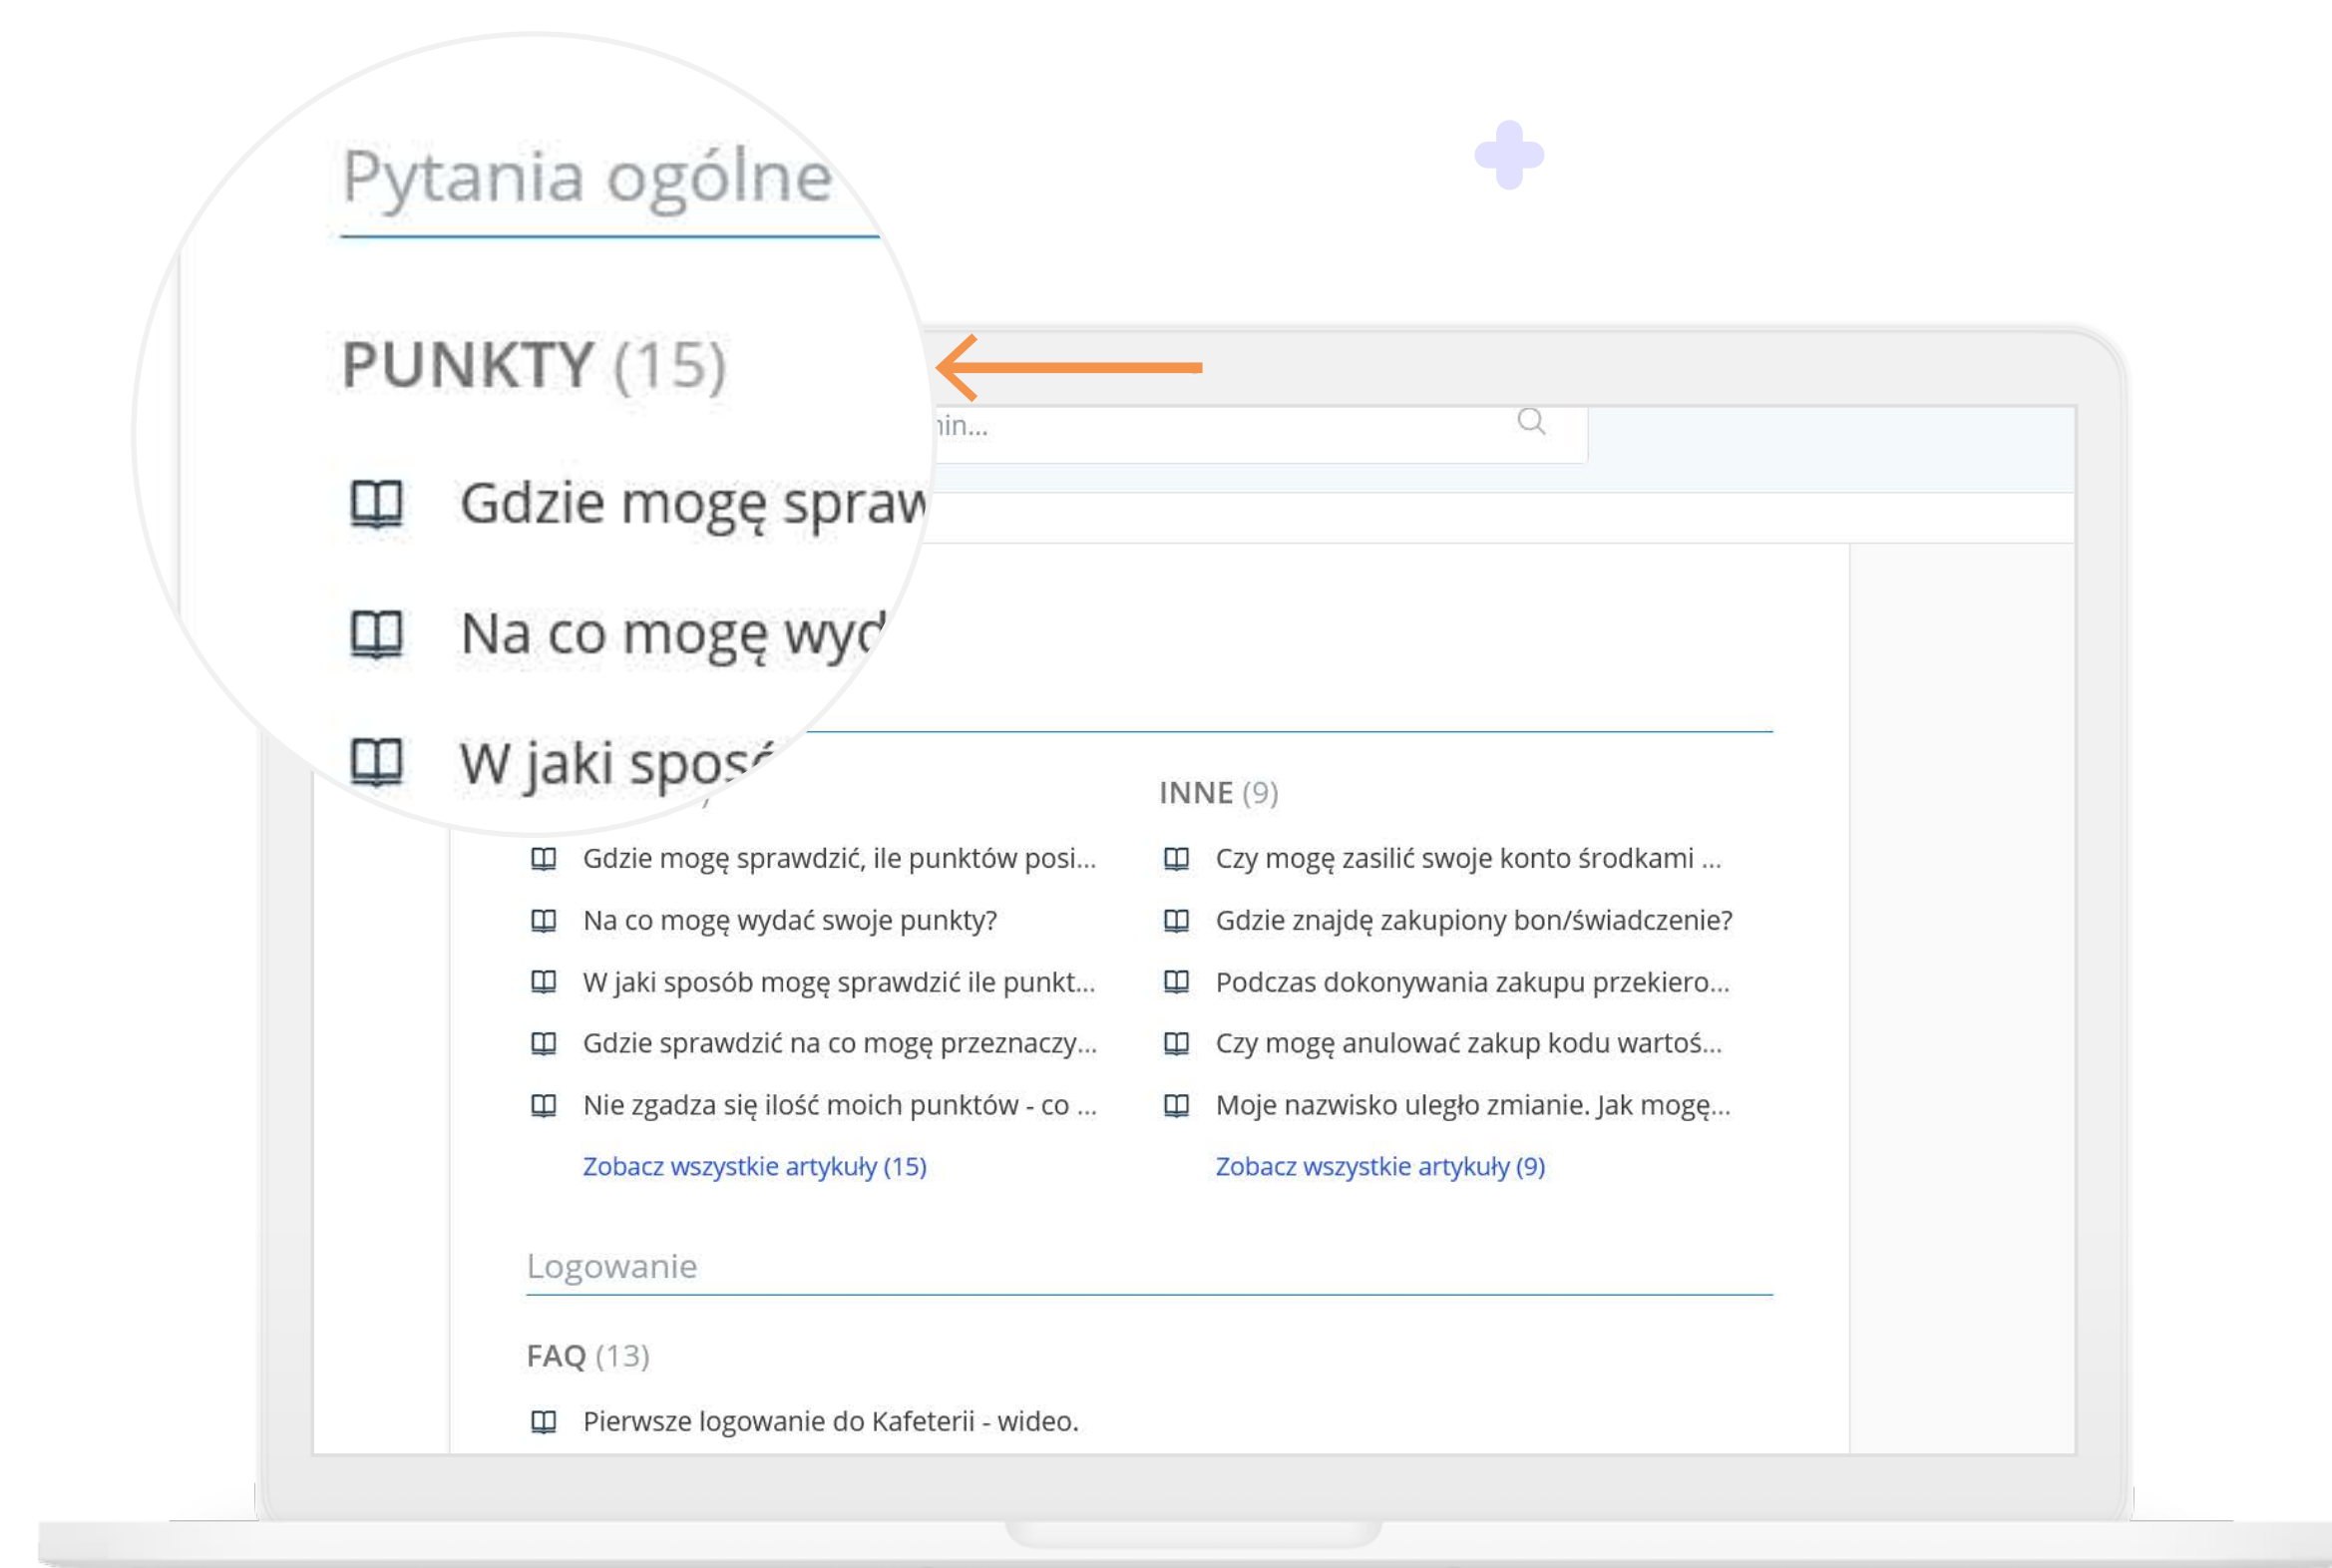 Pytania ogólne
PUNKTY (15)
Gdzie mogę
Na co mogę
W jaki
INNE (9)
Gdzie mogę sprawdzić, ile punktów posi...
Na co mogę wydać swoje punkty?
W jaki sposób mogę sprawdzić ile punkt...
Gdzie sprawdzić na co mogę przeznaczy...
Nie zgadza się ilość moich punktów - co ...
Zobacz wszystkie artykuły (15)
Czy mogę zasilić swoje konto środkami ...
Gdzie znajdę zakupiony bon/świadczenie?
Podczas dokonywania zakupu przekiero...
Czy mogę anulować zakup kodu wartoś...
Moje nazwisko uległo zmianie. Jak mogę...
Zobacz wszystkie artykuły (9)
Logowanie
FAQ (13)
Pierwsze logowanie do Kafeterii - wideo.